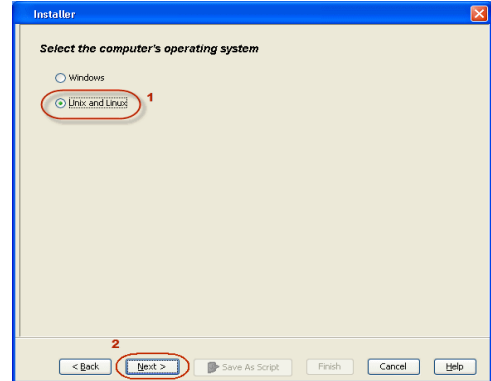 Installer
Select the computer's operating system
Windows
Unix and Linux 1
2
< Back Next > Save As Script Finish Cancel Help